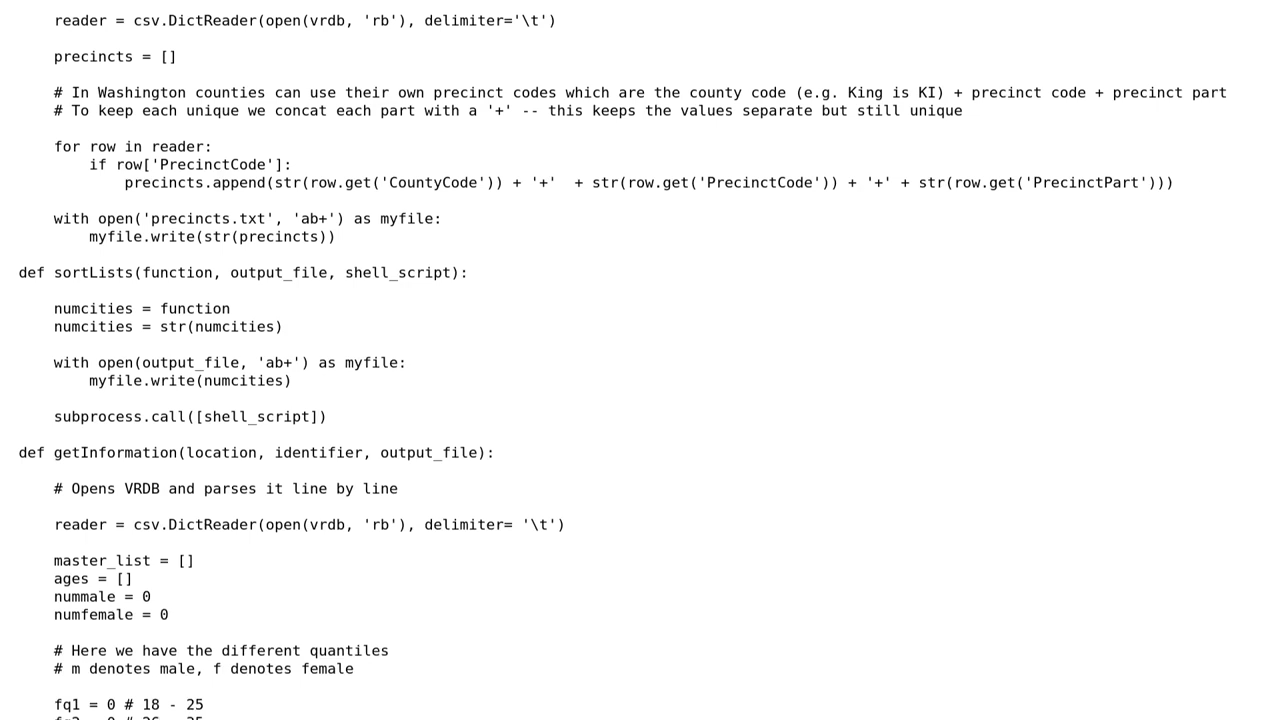 reader = csv.DictReader(open(vrdb, 'rb'), delimiter='\t')
precincts = []
# In Washington counties can use their own precinct codes which are the county code (e.g. King is KI) + precinct code + precinct part
# To keep each unique we concat each part with a '+' -- this keeps the values separate but still unique
for row in reader:
if row['PrecinctCode']:
precincts.append(str(row.get('CountyCode')) + '+'  + str(row.get('PrecinctCode')) + '+' + str(row.get('PrecinctPart')))
with open('precincts.txt', 'ab+') as myfile:
myfile.write(str(precincts))
def sortLists(function, output_file, shell_script):
numcities = function
numcities = str(numcities)
with open(output_file, 'ab+') as myfile:
myfile.write(numcities)
subprocess.call([shell_script])
def getInformation(location, identifier, output_file):
# Opens VRDB and parses it line by line
reader = csv.DictReader(open(vrdb, 'rb'), delimiter= '\t')
master_list = []
ages = []
nummale = 0
numfemale = 0
# Here we have the different quantiles
# m denotes male, f denotes female
fq1 = 0 # 18 - 25